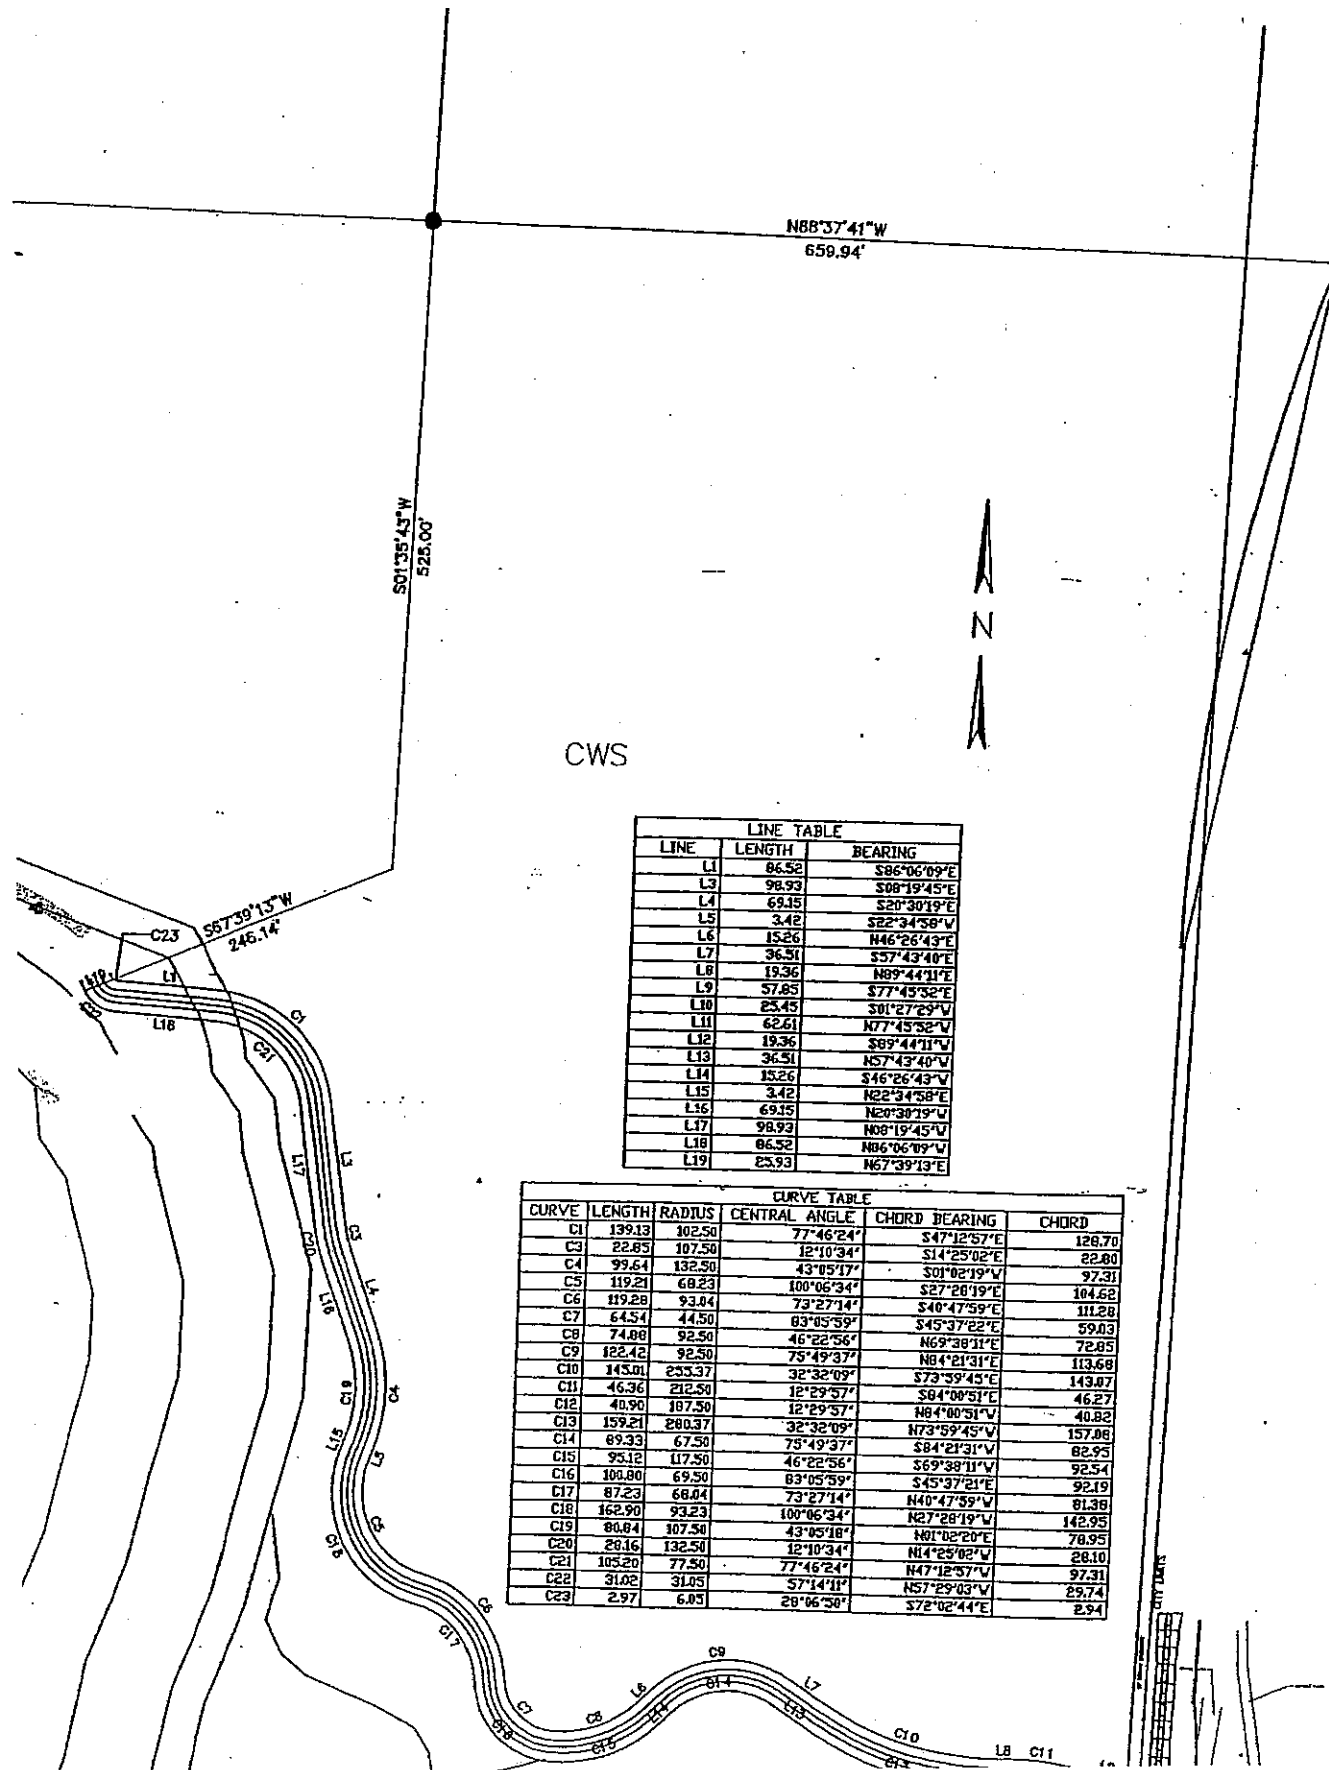 N88°37'41"W
659.94'
S01°35'43"W
525.00'
N
CWS
S67°39'13"W
246.14'
C23
L1
L19
C22
L18
C1
C21
L3
L17
C3
C20
L4
L16
C19
C4
L15
L5
C5
C18
C6
C17
C7
C16
C8
C15
L6
L14
C9
C14
L7
L13
C10
C13
L8
C11
CITY LIMITS
LINE TABLE
LINE LENGTH BEARING
L1 86.52 S86°06'09"E
L3 98.93 S08°19'45"E
L4 69.15 S20°30'19"E
L5 3.42 S22°34'58"W
L6 15.26 N46°26'43"E
L7 36.51 S57°43'40"E
L8 19.36 N89°44'11"E
L9 57.85 S77°45'52"E
L10 25.45 S01°27'29"W
L11 62.61 N77°45'52"W
L12 19.36 S89°44'11"W
L13 36.51 N57°43'40"W
L14 15.26 S46°26'43"W
L15 3.42 N22°34'58"E
L16 69.15 N20°30'19"W
L17 98.93 N08°19'45"W
L18 86.52 N86°06'09"W
L19 25.93 N67°39'13"E
CURVE TABLE
CURVE LENGTH RADIUS CENTRAL ANGLE CHORD BEARING CHORD
C1 139.13 102.50 77°46'24" S47°12'57"E 128.70
C3 22.85 107.50 12°10'34" S14°25'02"E 22.80
C4 99.64 132.50 43°05'17" S01°02'19"W 97.31
C5 119.21 68.23 100°06'34" S27°28'19"E 104.62
C6 119.28 93.04 73°27'14" S40°47'59"E 111.28
C7 64.54 44.50 83°05'59" S45°37'22"E 59.03
C8 74.88 92.50 46°22'56" N69°38'11"E 72.85
C9 122.42 92.50 75°49'37" N84°21'31"E 113.68
C10 145.01 255.37 32°32'09" S73°59'45"E 143.07
C11 46.36 212.50 12°29'57" S84°00'51"E 46.27
C12 40.90 187.50 12°29'57" N84°00'51"W 40.82
C13 159.21 280.37 32°32'09" N73°59'45"W 157.08
C14 89.33 67.50 75°49'37" S84°21'31"W 82.95
C15 95.12 117.50 46°22'56" S69°38'11"W 92.54
C16 100.80 69.50 83°05'59" S45°37'21"E 92.19
C17 87.23 68.04 73°27'14" N40°47'59"W 81.38
C18 162.90 93.23 100°06'34" N27°28'19"W 142.95
C19 80.84 107.50 43°05'18" N01°02'20"E 78.95
C20 28.16 132.50 12°10'34" N14°25'02"W 28.10
C21 105.20 77.50 77°46'24" N47°12'57"W 97.31
C22 31.02 31.05 57°14'11" N57°29'03"W 29.74
C23 2.97 6.05 28°06'50" S72°02'44"E 2.94